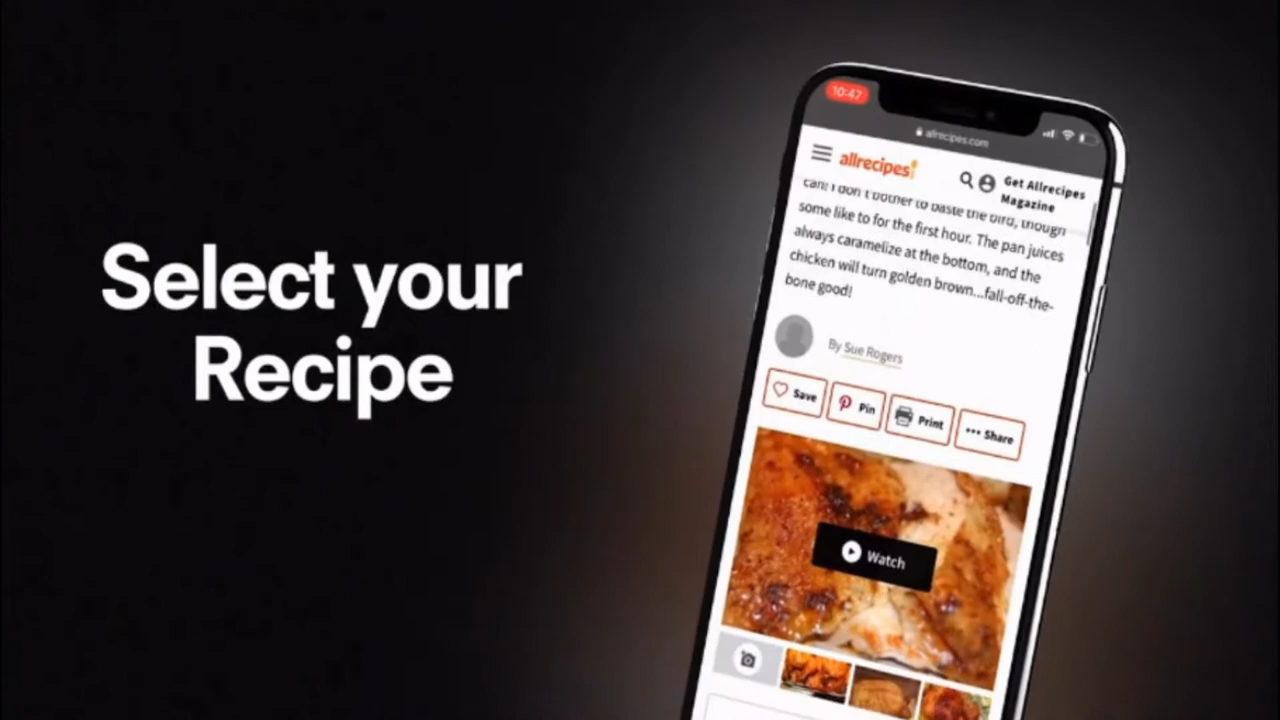 Select your
Recipe
10:47
allrecipes.com
allrecipes!
Get Allrecipes
Magazine
can! I don't bother to baste the bird, though
some like to for the first hour. The pan juices
always caramelize at the bottom, and the
chicken will turn golden brown...fall-off-the-
bone good!
By Sue Rogers
Save
Pin
Print
Share
Watch